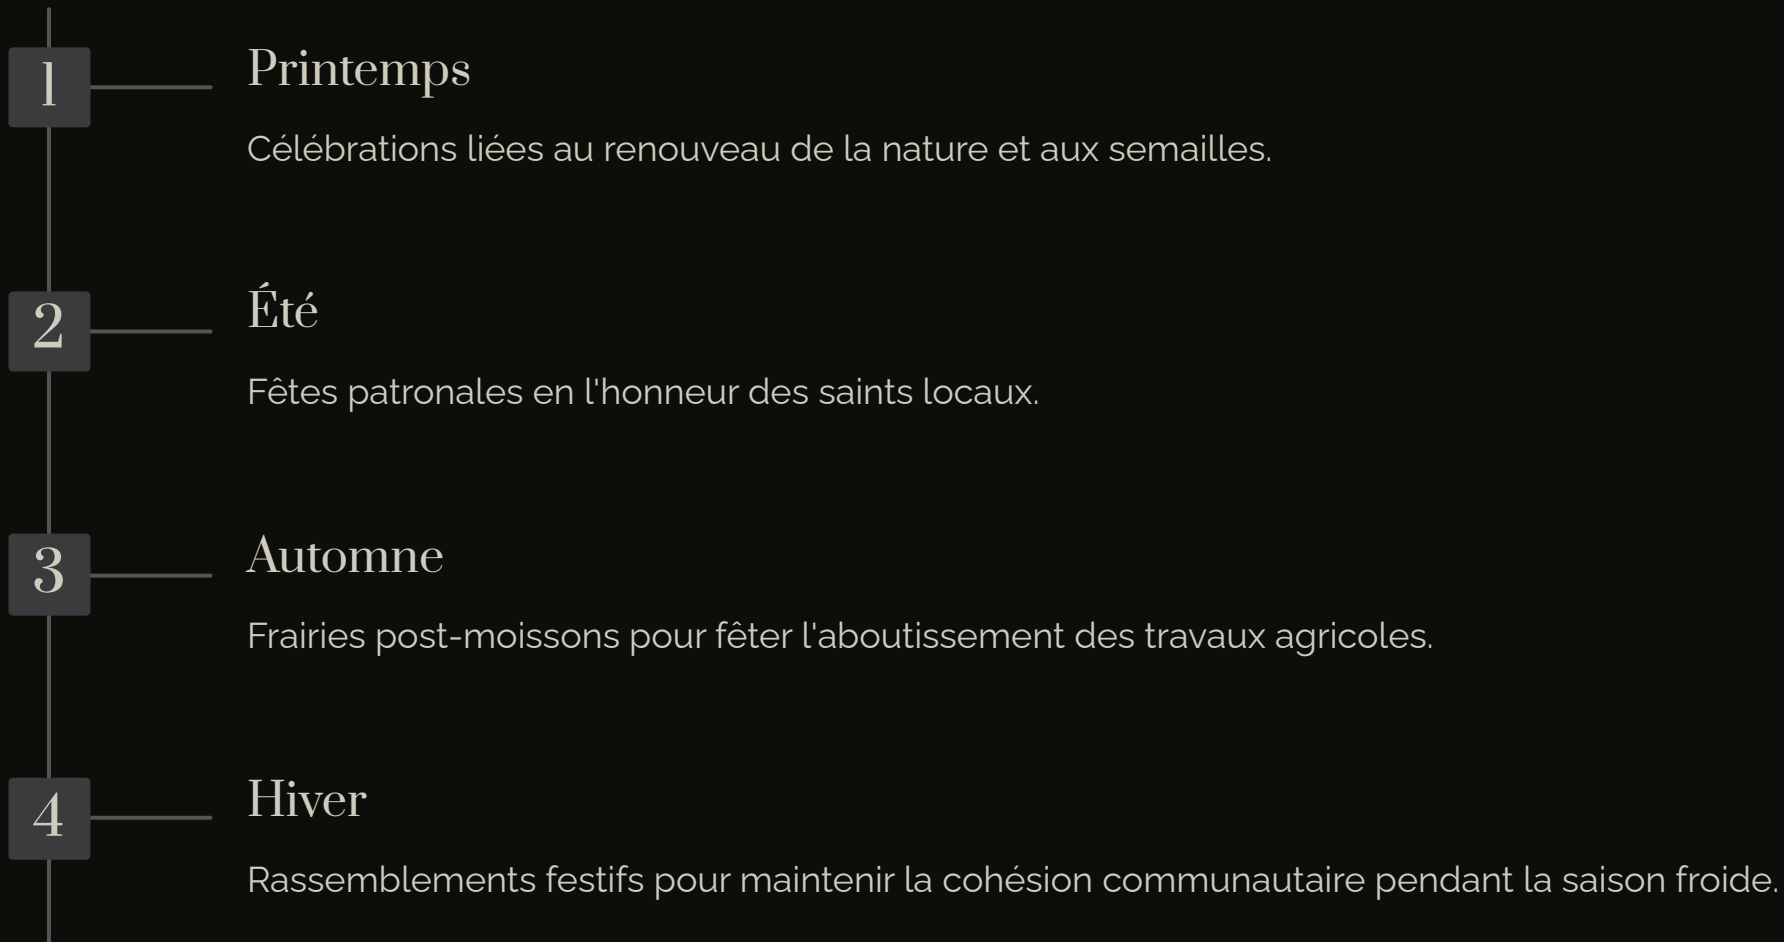 1
Printemps
Célébrations liées au renouveau de la nature et aux semailles.
2
Été
Fêtes patronales en l'honneur des saints locaux.
3
Automne
Frairies post-moissons pour fêter l'aboutissement des travaux agricoles.
4
Hiver
Rassemblements festifs pour maintenir la cohésion communautaire pendant la saison froide.